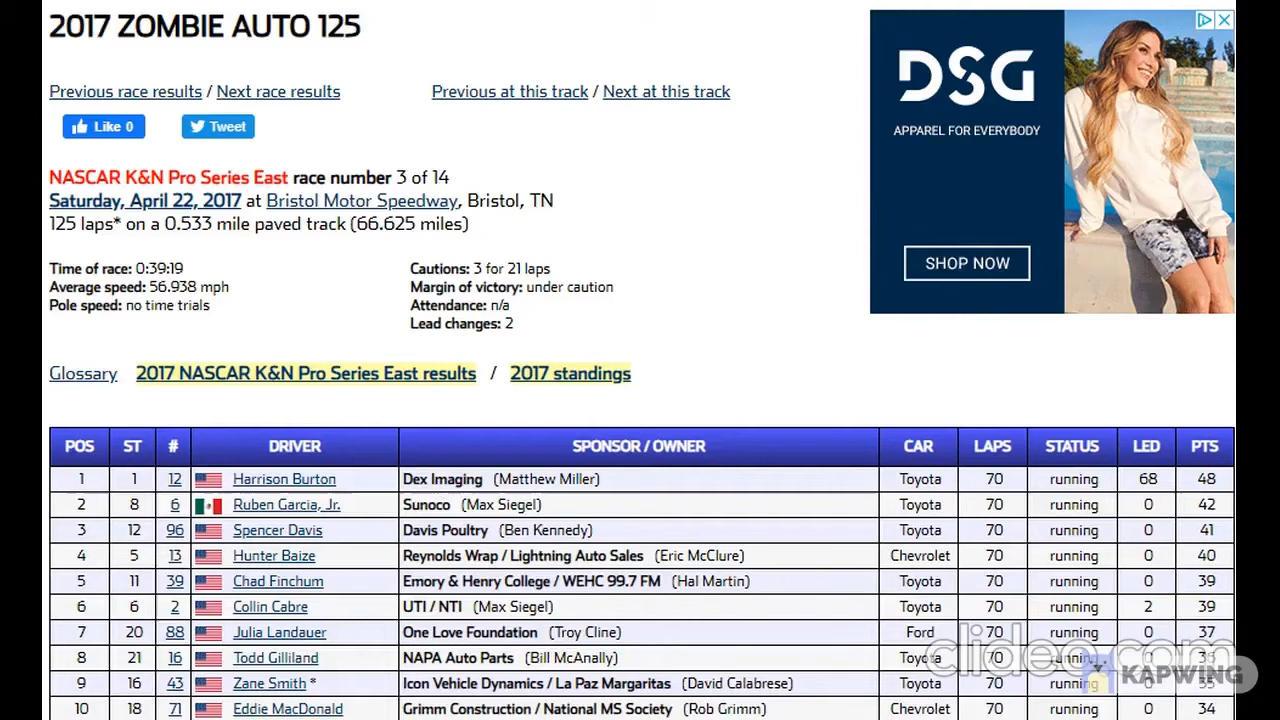 2017 ZOMBIE AUTO 125
Previous race results / Next race results Previous at this track / Next at this track
Like 0 Tweet
DSG
APPAREL FOR EVERYBODY
SHOP NOW
NASCAR K&N Pro Series East race number 3 of 14
Saturday, April 22, 2017 at Bristol Motor Speedway, Bristol, TN
125 laps* on a 0.533 mile paved track (66.625 miles)
Time of race: 0:39:19 Cautions: 3 for 21 laps
Average speed: 56.938 mph Margin of victory: under caution
Pole speed: no time trials Attendance: n/a
Lead changes: 2
Glossary 2017 NASCAR K&N Pro Series East results / 2017 standings
POS ST # DRIVER SPONSOR / OWNER CAR LAPS STATUS LED PTS
1 1 12 Harrison Burton Dex Imaging (Matthew Miller) Toyota 70 running 68 48
2 8 6 Ruben Garcia, Jr. Sunoco (Max Siegel) Toyota 70 running 0 42
3 12 96 Spencer Davis Davis Poultry (Ben Kennedy) Toyota 70 running 0 41
4 5 13 Hunter Baize Reynolds Wrap / Lightning Auto Sales (Eric McClure) Chevrolet 70 running 0 40
5 11 39 Chad Finchum Emory & Henry College / WEHC 99.7 FM (Hal Martin) Toyota 70 running 0 39
6 6 2 Collin Cabre UTI / NTI (Max Siegel) Toyota 70 running 2 39
7 20 88 Julia Landauer One Love Foundation (Troy Cline) Ford 70 running 0 37
8 21 16 Todd Gilliland NAPA Auto Parts (Bill McAnally) Toyota 70 running 0
9 16 43 Zane Smith * Icon Vehicle Dynamics / La Paz Margaritas (David Calabrese) Toyota 70 running 0
10 18 71 Eddie MacDonald Grimm Construction / National MS Society (Rob Grimm) Chevrolet 70 running 0 34
clideo.com
KAPWING